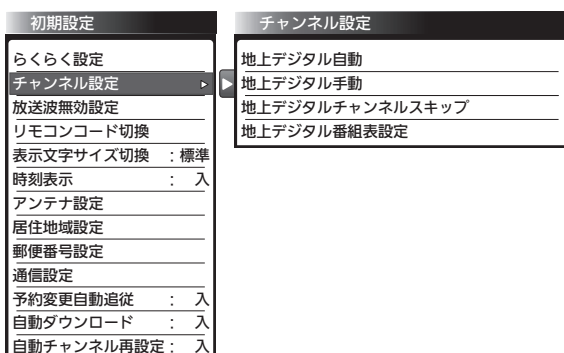 初期設定
らくらく設定
チャンネル設定
放送波無効設定
リモコンコード切換
表示文字サイズ切換 : 標準
時刻表示 : 入
アンテナ設定
居住地域設定
郵便番号設定
通信設定
予約変更自動追従 : 入
自動ダウンロード : 入
自動チャンネル再設定 : 入
チャンネル設定
地上デジタル自動
地上デジタル手動
地上デジタルチャンネルスキップ
地上デジタル番組表設定